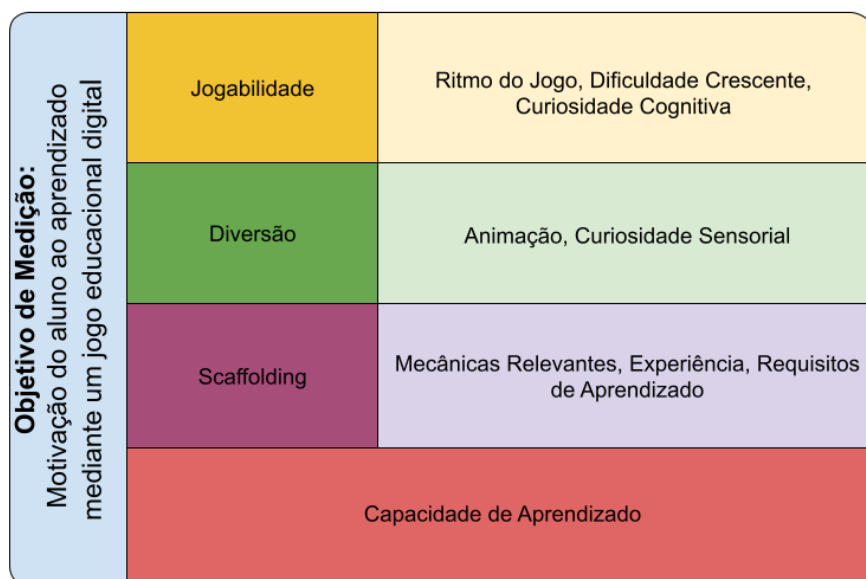 Objetivo de Medição:
Motivação do aluno ao aprendizado
mediante um jogo educacional digital
Jogabilidade
Ritmo do Jogo, Dificuldade Crescente,
Curiosidade Cognitiva
Diversão
Animação, Curiosidade Sensorial
Scaffolding
Mecânicas Relevantes, Experiência, Requisitos
de Aprendizado
Capacidade de Aprendizado